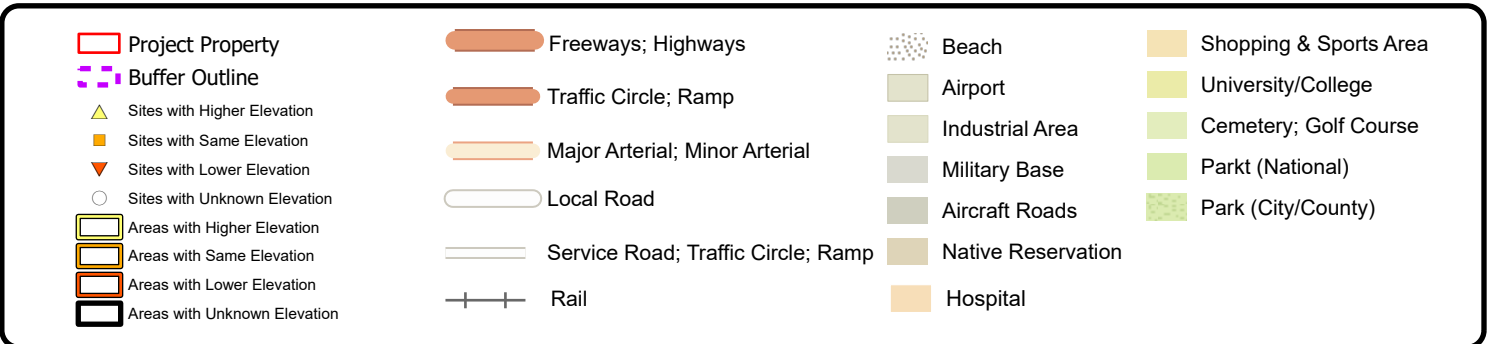 Project Property
Buffer Outline
Sites with Higher Elevation
Sites with Same Elevation
Sites with Lower Elevation
Sites with Unknown Elevation
Areas with Higher Elevation
Areas with Same Elevation
Areas with Lower Elevation
Areas with Unknown Elevation
Freeways; Highways
Traffic Circle; Ramp
Major Arterial; Minor Arterial
Local Road
Service Road; Traffic Circle; Ramp
Rail
Beach
Airport
Industrial Area
Military Base
Aircraft Roads
Native Reservation
Hospital
Shopping & Sports Area
University/College
Cemetery; Golf Course
Parkt (National)
Park (City/County)